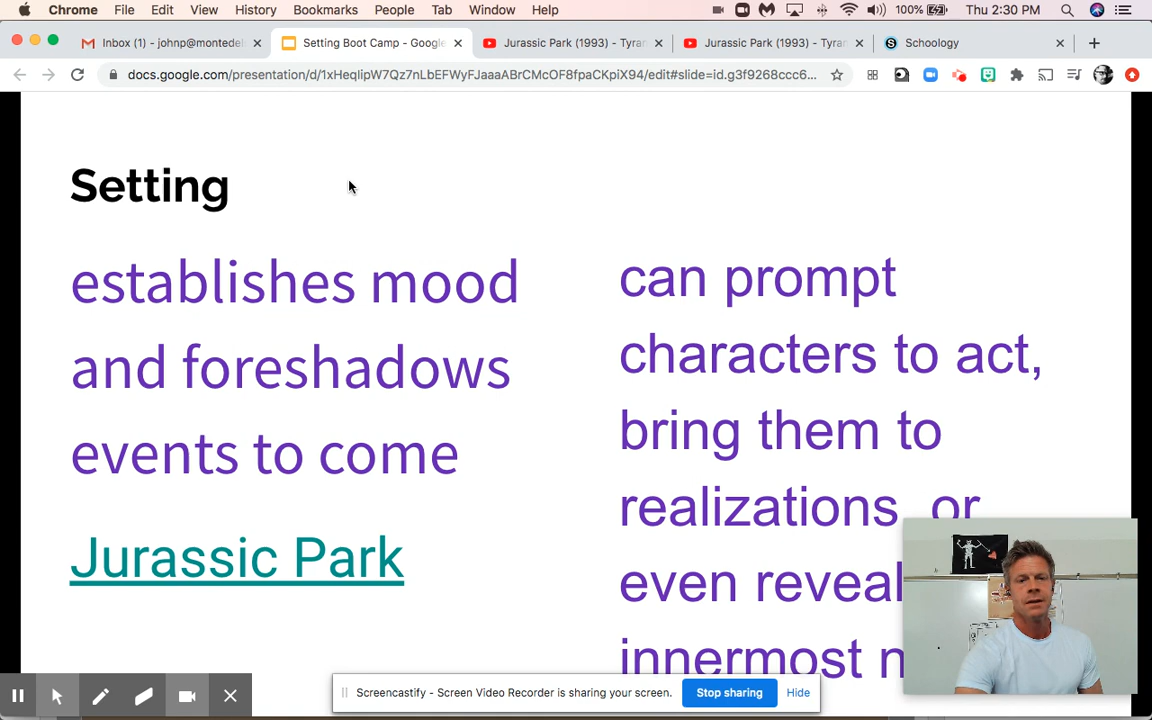 Chrome File Edit View History Bookmarks People Tab Window Help 100% Thu 2:30 PM
Inbox (1) - johnp@montedel Setting Boot Camp - Google Jurassic Park (1993) - Tyran Jurassic Park (1993) - Tyran Schoology
docs.google.com/presentation/d/1xHeqIipW7Qz7nLbEFWyFJaaaABrCMcOF8fpaCKpiX94/edit#slide=id.g3f9268ccc6...
Setting
establishes mood
and foreshadows
events to come
Jurassic Park
can prompt
characters to act,
bring them to
realizations, or
even reveal
innermost n
Screencastify - Screen Video Recorder is sharing your screen. Stop sharing Hide